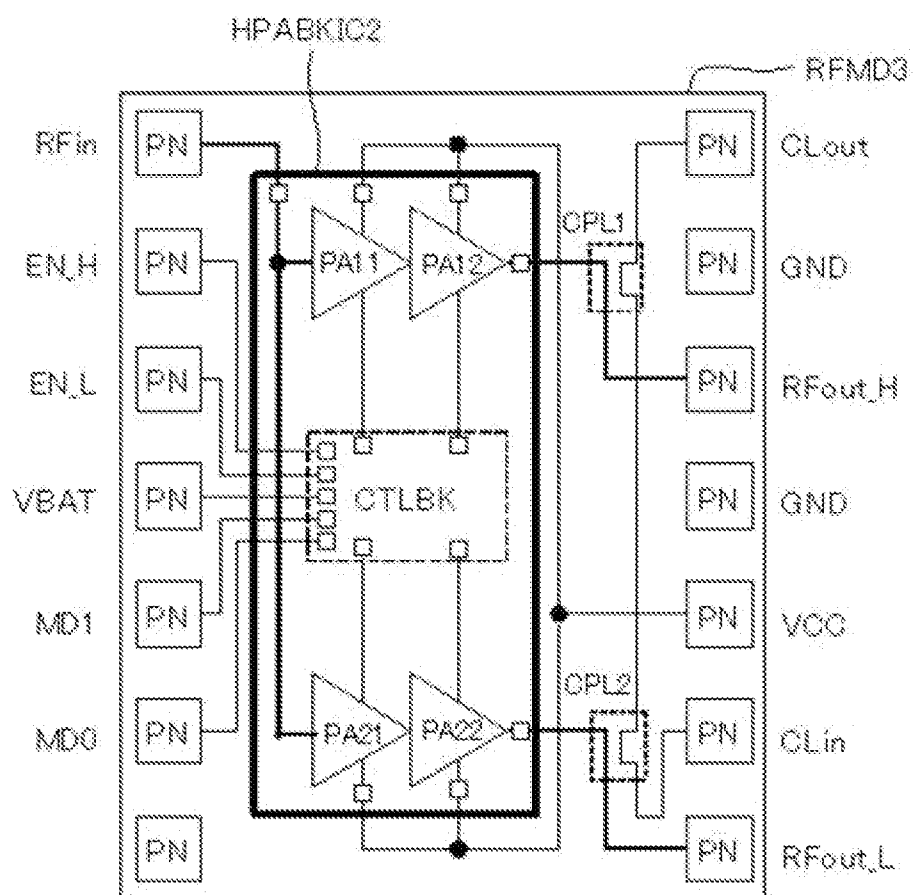 HPABKIC2
RFMD3
RFin PN PN CLout
CPL1
EN_H PN PA11 PA12 PN GND
EN_L PN PN RFout_H
VBAT PN CTLBK PN GND
MD1 PN PN VCC
CPL2
MD0 PN PA21 PA22 PN CLin
PN PN RFout_L